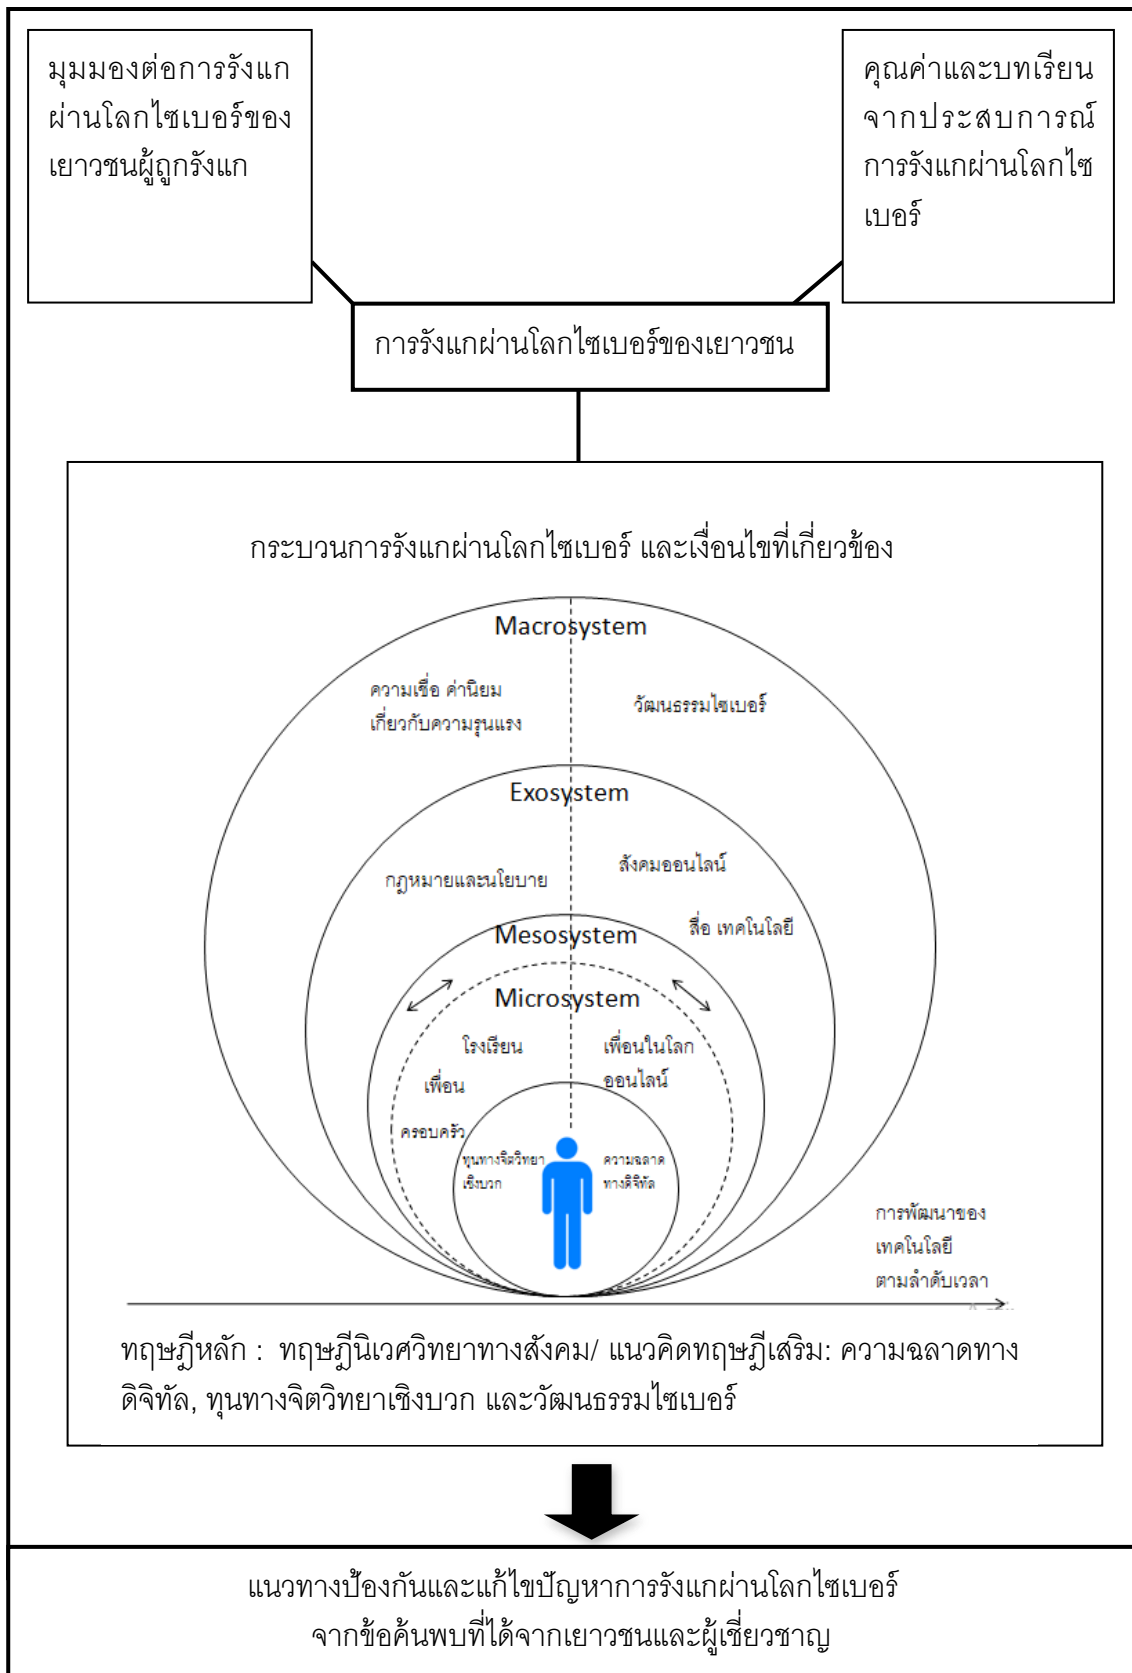 มุมมองต่อการรังแก
ผ่านโลกไซเบอร์ของ
เยาวชนผู้ถูกรังแก
คุณค่าและบทเรียน
จากประสบการณ์
การรังแกผ่านโลกไซ
เบอร์
การรังแกผ่านโลกไซเบอร์ของเยาวชน
กระบวนการรังแกผ่านโลกไซเบอร์ และเงื่อนไขที่เกี่ยวข้อง
Macrosystem
ความเชื่อ ค่านิยม
เกี่ยวกับความรุนแรง
วัฒนธรรมไซเบอร์
Exosystem
กฎหมายและนโยบาย
สังคมออนไลน์
สื่อ เทคโนโลยี
Mesosystem
Microsystem
โรงเรียน
เพื่อน
ครอบครัว
เพื่อนในโลก
ออนไลน์
ทุนทางจิตวิทยา
เชิงบวก
ความฉลาด
ทางดิจิทัล
การพัฒนาของ
เทคโนโลยี
ตามลำดับเวลา
ทฤษฎีหลัก : ทฤษฎีนิเวศวิทยาทางสังคม/ แนวคิดทฤษฎีเสริม: ความฉลาดทาง
ดิจิทัล, ทุนทางจิตวิทยาเชิงบวก และวัฒนธรรมไซเบอร์
แนวทางป้องกันและแก้ไขปัญหาการรังแกผ่านโลกไซเบอร์
จากข้อค้นพบที่ได้จากเยาวชนและผู้เชี่ยวชาญ